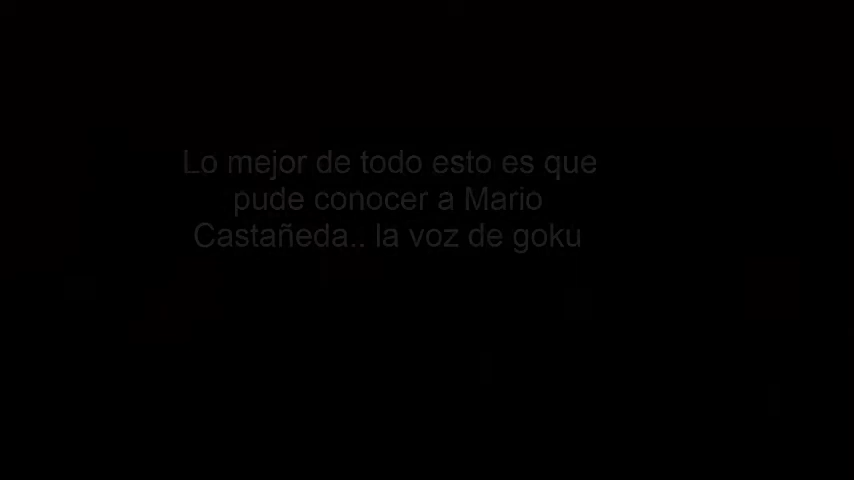 Lo mejor de todo esto es que
pude conocer a Mario
Castañeda.. la voz de goku